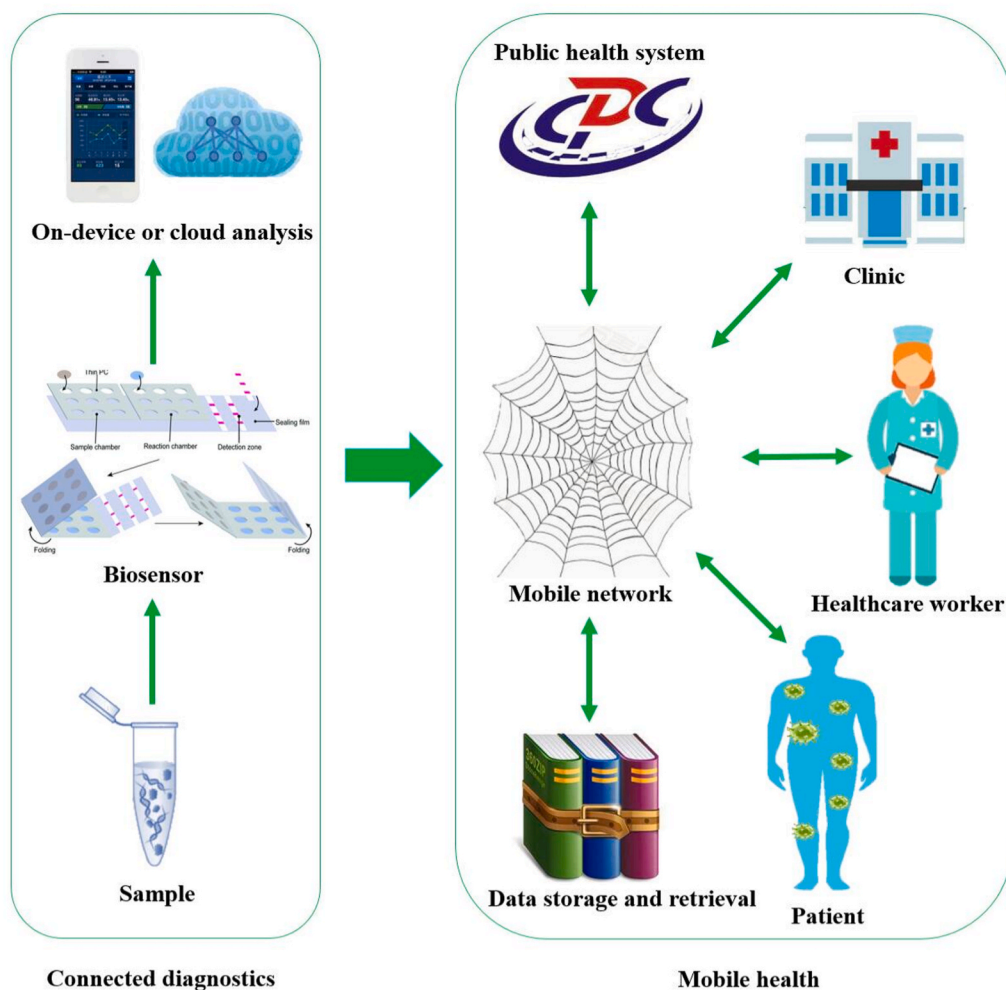 On-device or cloud analysis
Thin PC
Sample chamber
Reaction chamber
Detection zone
Sealing film
Folding
Folding
Biosensor
Sample
Connected diagnostics
Public health system
CDC
Clinic
Mobile network
Healthcare worker
Data storage and retrieval
Patient
Mobile health